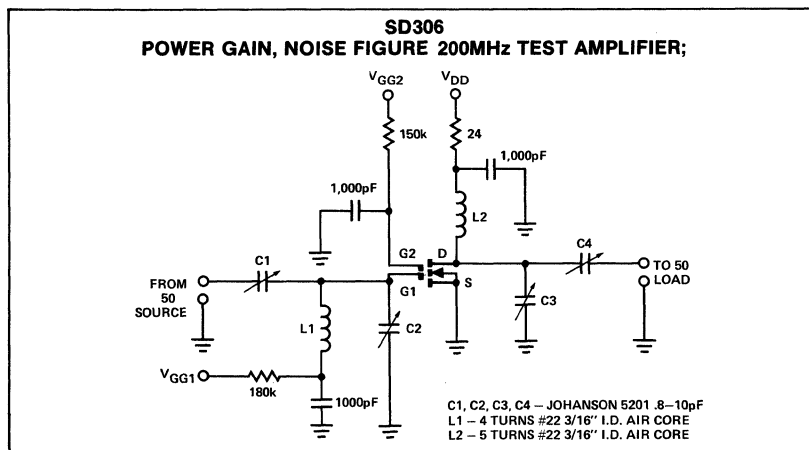 SD306
POWER GAIN, NOISE FIGURE 200MHz TEST AMPLIFIER;
VGG2
VDD
150k
24
1,000pF
1,000pF
L2
G2
D
C4
C1
FROM
50
SOURCE
G1
S
TO 50
LOAD
L1
C2
C3
VGG1
180k
1000pF
C1, C2, C3, C4 – JOHANSON 5201 .8–10pF
L1 – 4 TURNS #22 3/16" I.D. AIR CORE
L2 – 5 TURNS #22 3/16" I.D. AIR CORE